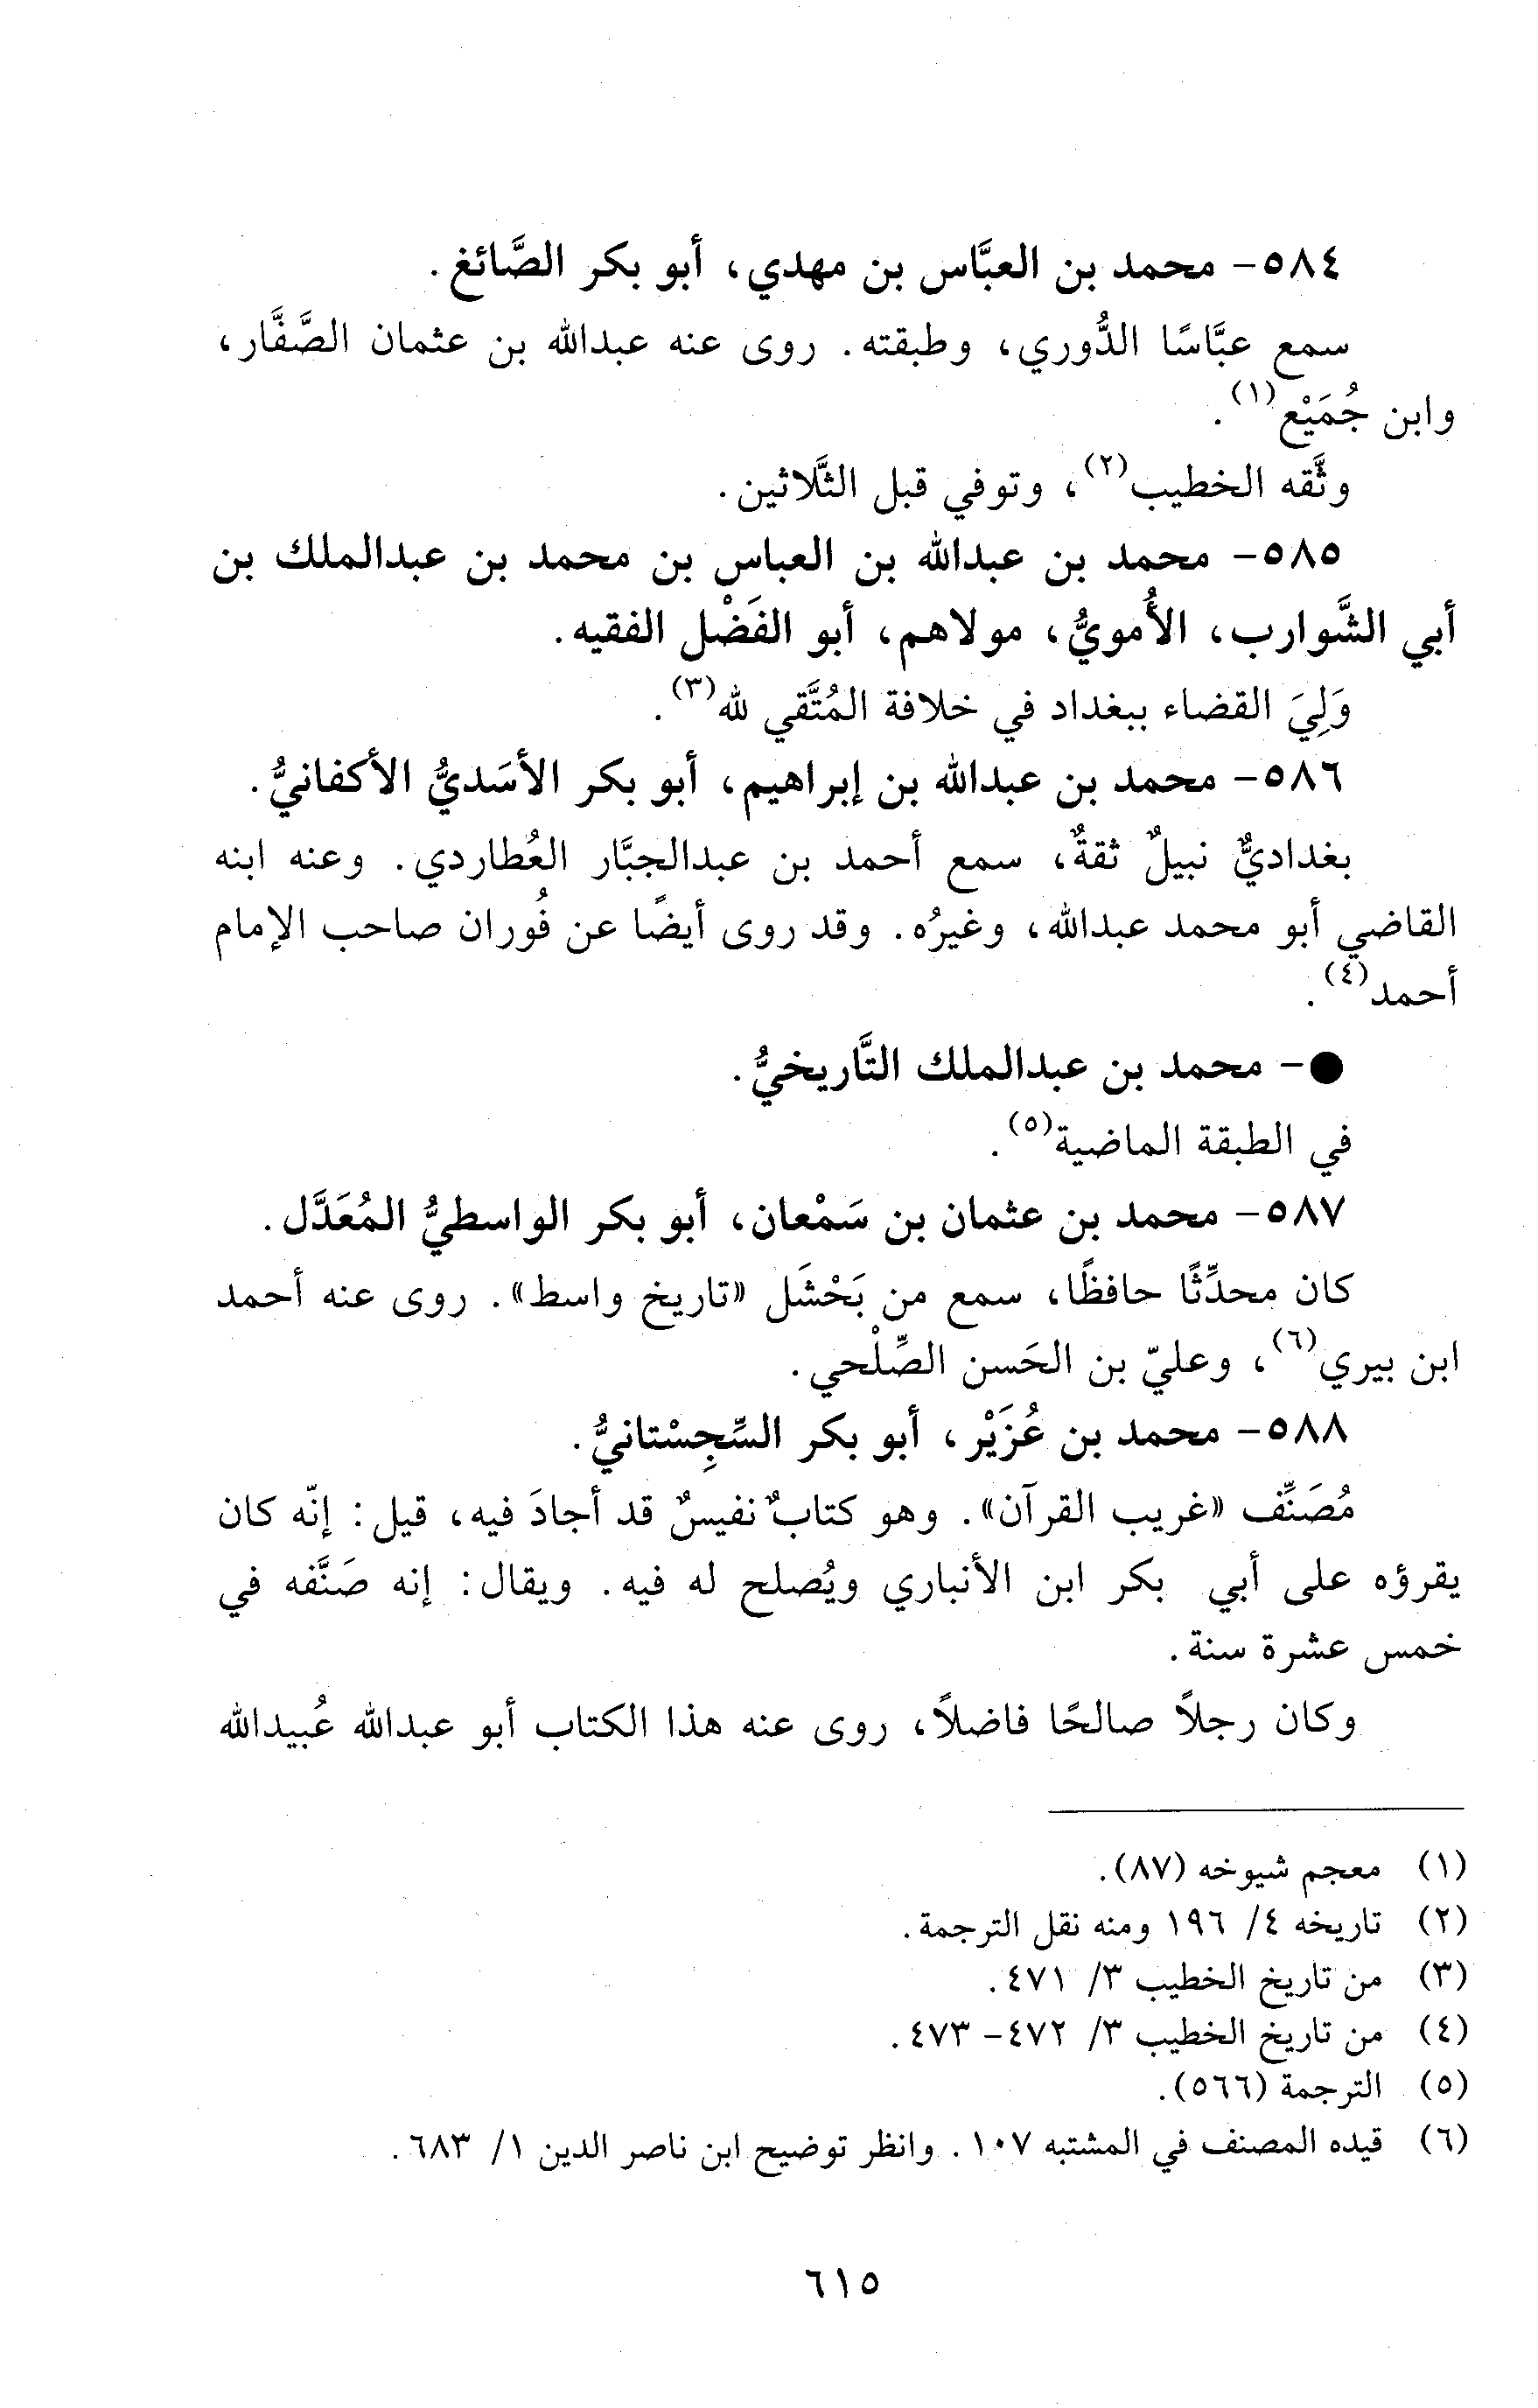 ٥٨٤- محمد بن العبَّاس بن مهدي، أبو بكر الصَّائغ.
سمع عبَّاسًا الدُّوري، وطبقته. روى عنه عبدالله بن عثمان الصَّفَّار،
وابن جُمَيْع(١).
وثَّقه الخطيب(٢)، وتوفي قبل الثَّلاثين.
٥٨٥- محمد بن عبدالله بن العباس بن محمد بن عبدالملك بن
أبي الشَّوارب، الأُمويُّ، مولاهم، أبو الفَضْل الفقيه.
وَلِيَ القضاء ببغداد في خلافة المُتَّقي لله(٣).
٥٨٦- محمد بن عبدالله بن إبراهيم، أبو بكر الأسَديُّ الأكفانيُّ.
بغداديٌّ نبيلٌ ثقةٌ، سمع أحمد بن عبدالجبَّار العُطاردي. وعنه ابنه
القاضي أبو محمد عبدالله، وغيرُه. وقد روى أيضًا عن فُوران صاحب الإمام
أحمد(٤).
● - محمد بن عبدالملك التَّاريخيُّ.
في الطبقة الماضية(٥).
٥٨٧- محمد بن عثمان بن سَمْعان، أبو بكر الواسطيُّ المُعَدَّل.
كان محدِّثًا حافظًا، سمع من بَحْشَل «تاريخ واسط». روى عنه أحمد
ابن بيري(٦)، وعليّ بن الحَسن الصِّلْحي.
٥٨٨- محمد بن عُزَيْر، أبو بكر السِّجِسْتانيُّ.
مُصَنِّف «غريب القرآن». وهو كتابٌ نفيسٌ قد أجادَ فيه، قيل: إنّه كان
يقرؤه على أبي بكر ابن الأنباري ويُصلح له فيه. ويقال: إنه صَنَّفه في
خمس عشرة سنة.
وكان رجلاً صالحًا فاضلاً، روى عنه هذا الكتاب أبو عبدالله عُبيدالله
(١) معجم شيوخه (٨٧).
(٢) تاريخه ٤/ ١٩٦ ومنه نقل الترجمة.
(٣) من تاريخ الخطيب ٣/ ٤٧١.
(٤) من تاريخ الخطيب ٣/ ٤٧٢- ٤٧٣.
(٥) الترجمة (٥٦٦).
(٦) قيده المصنف في المشتبه ١٠٧. وانظر توضيح ابن ناصر الدين ١/ ٦٨٣.
٦١٥